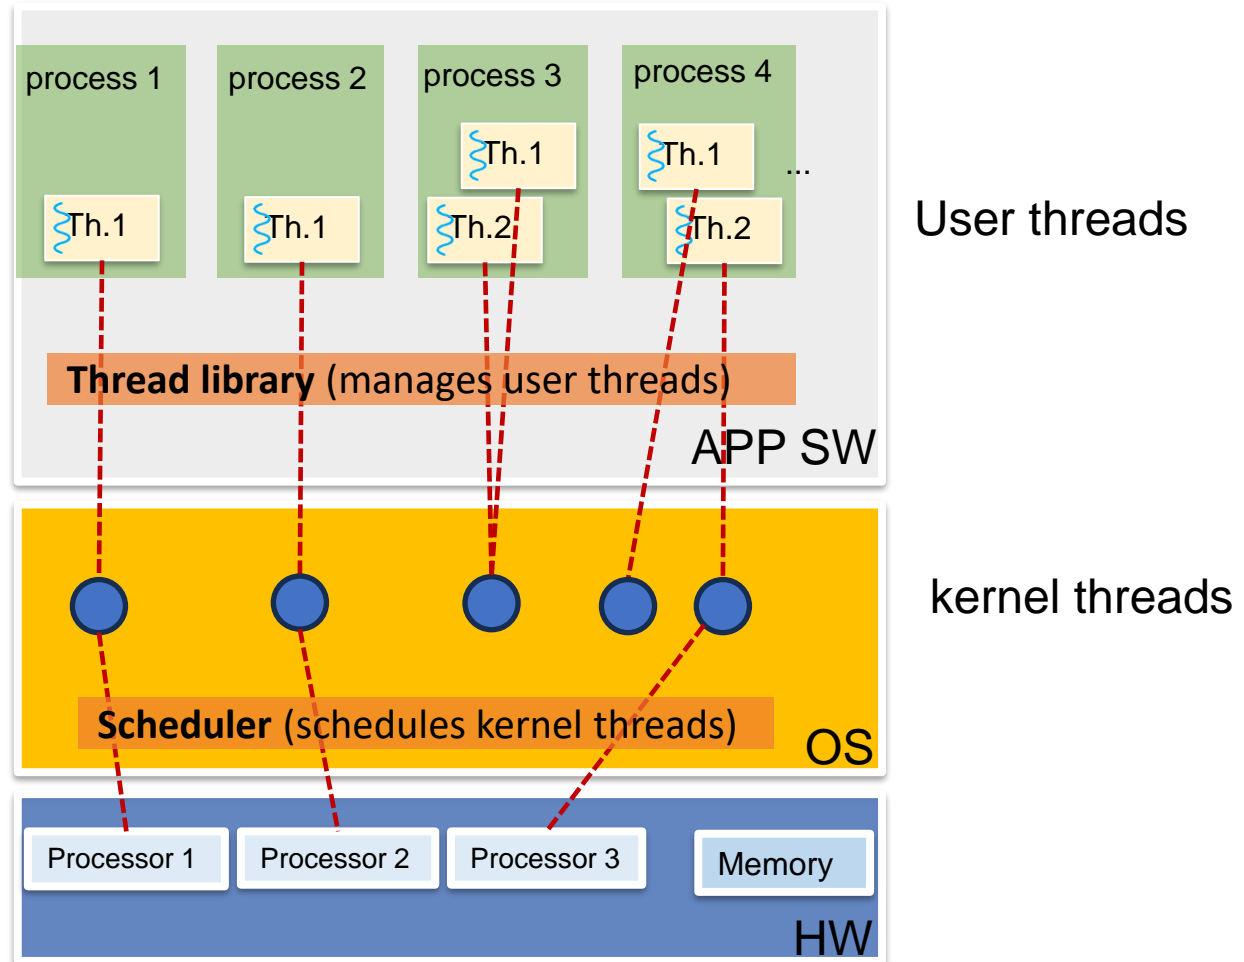 process 1
process 2
process 3
process 4
Th.1
Th.1
...
Th.1
Th.1
Th.2
Th.2
User threads
Thread library (manages user threads)
APP SW
kernel threads
Scheduler (schedules kernel threads)
OS
Processor 1
Processor 2
Processor 3
Memory
HW